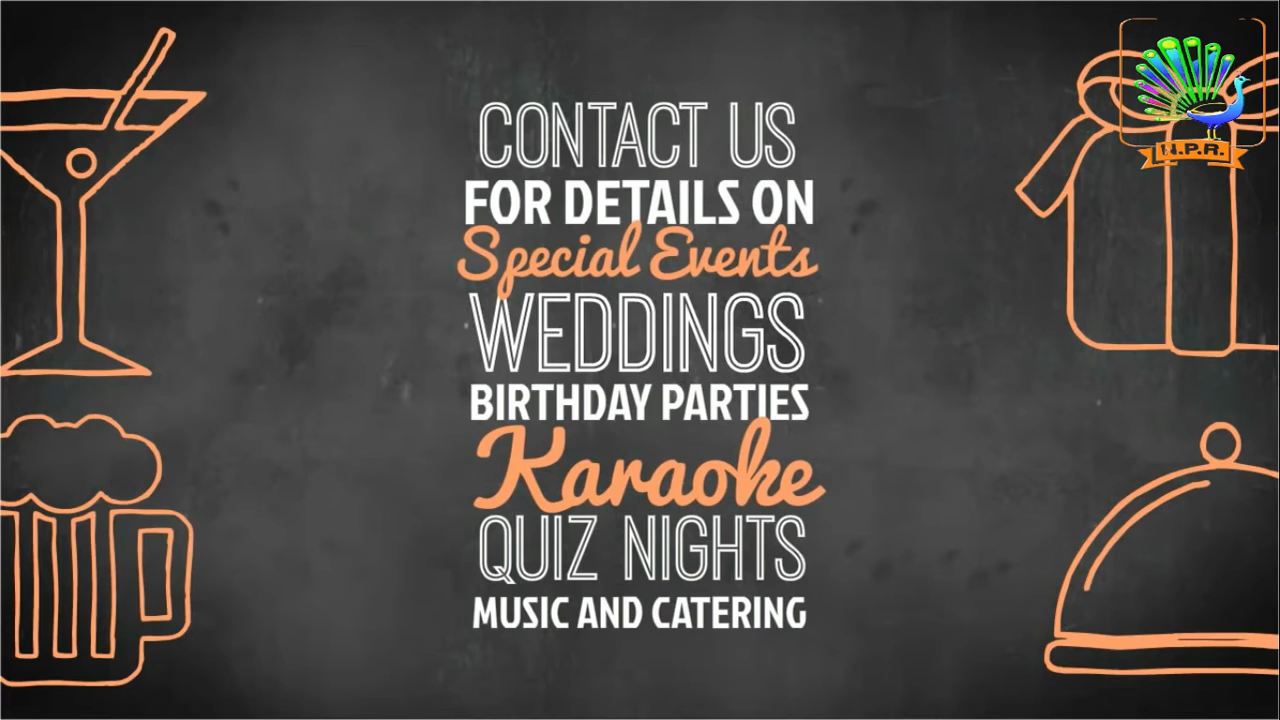 CONTACT US
FOR DETAILS ON
Special Events
WEDDINGS
BIRTHDAY PARTIES
Karaoke
QUIZ NIGHTS
MUSIC AND CATERING
N.P.R.